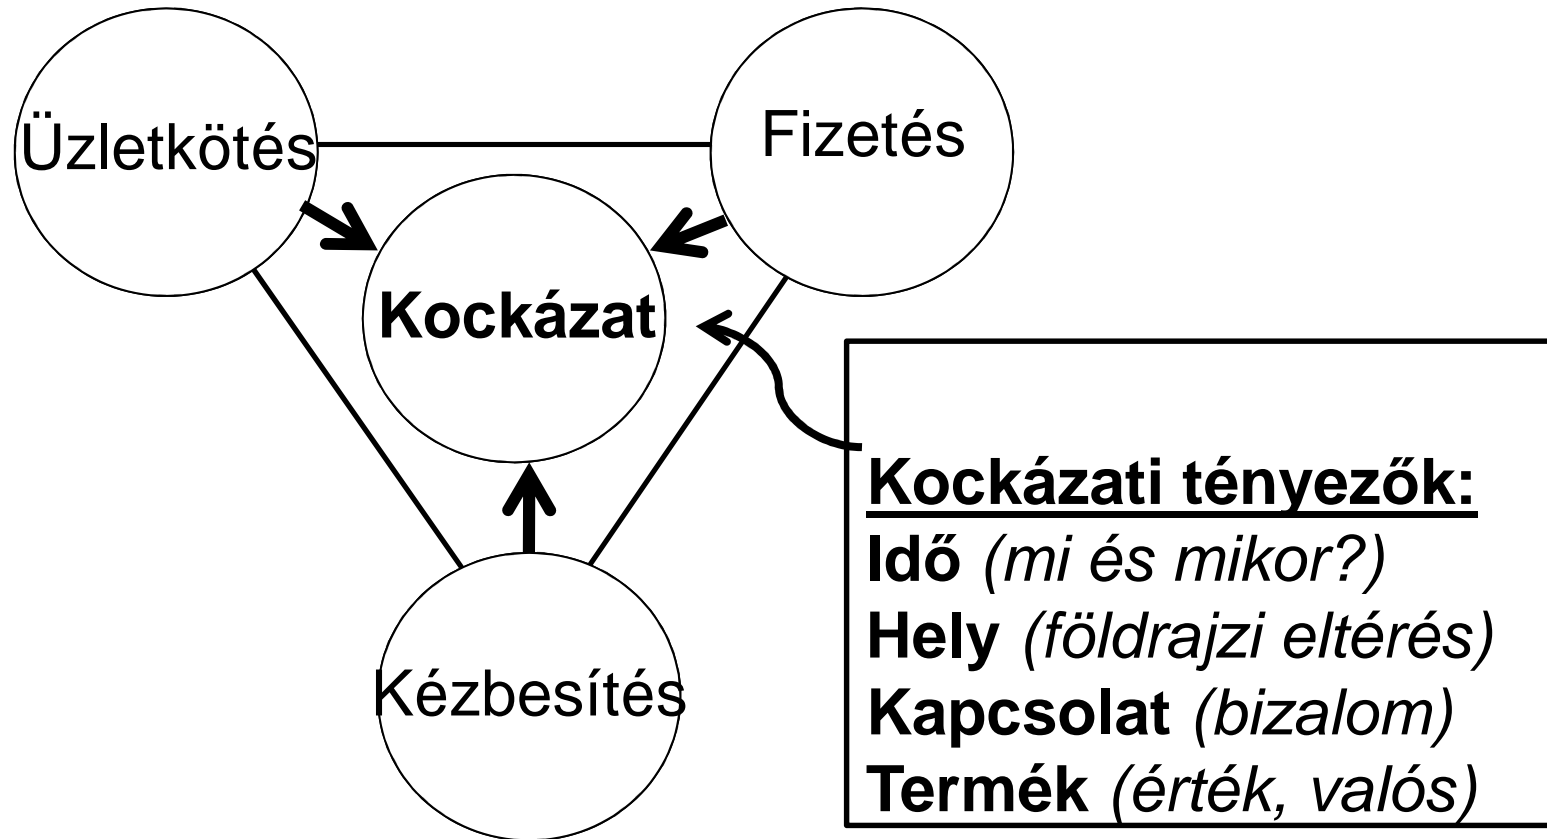 Üzletkötés
Fizetés
Kockázat
Kézbesítés
Kockázati tényezők:
Idő (mi és mikor?)
Hely (földrajzi eltérés)
Kapcsolat (bizalom)
Termék (érték, valós)